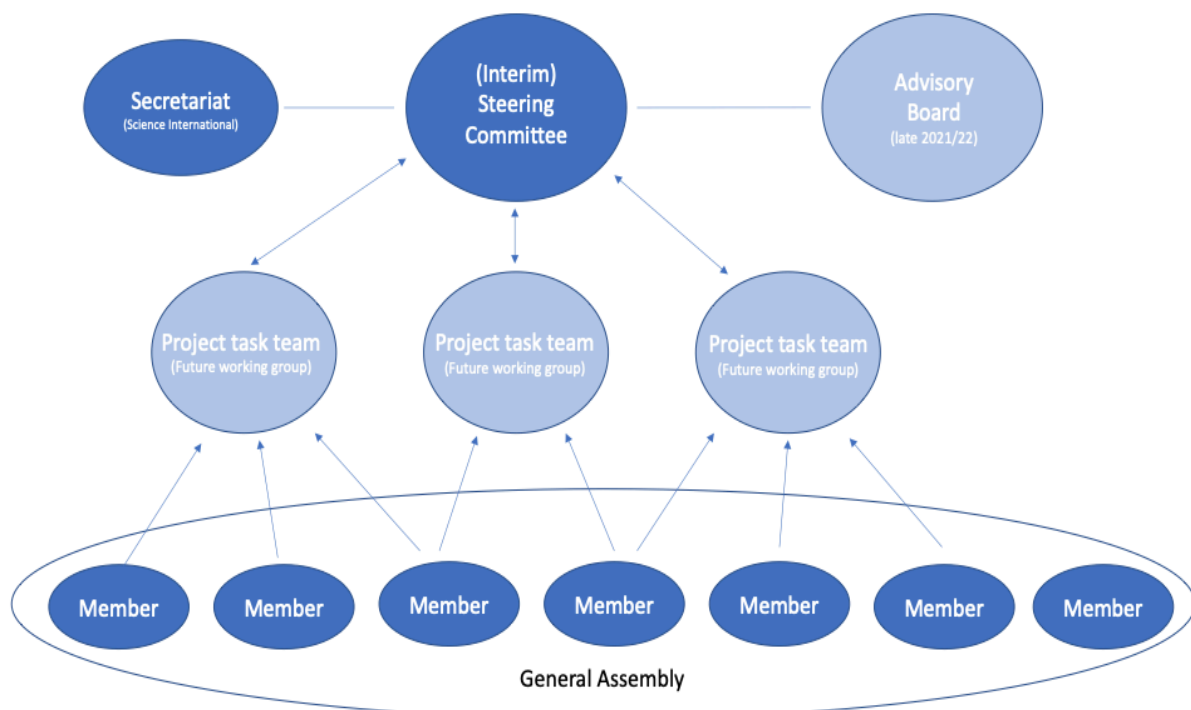 Secretariat
(Science International)
(Interim)
Steering
Committee
Advisory
Board
(late 2021/22)
Project task team
(Future working group)
Project task team
(Future working group)
Project task team
(Future working group)
Member
Member
Member
Member
Member
Member
Member
General Assembly